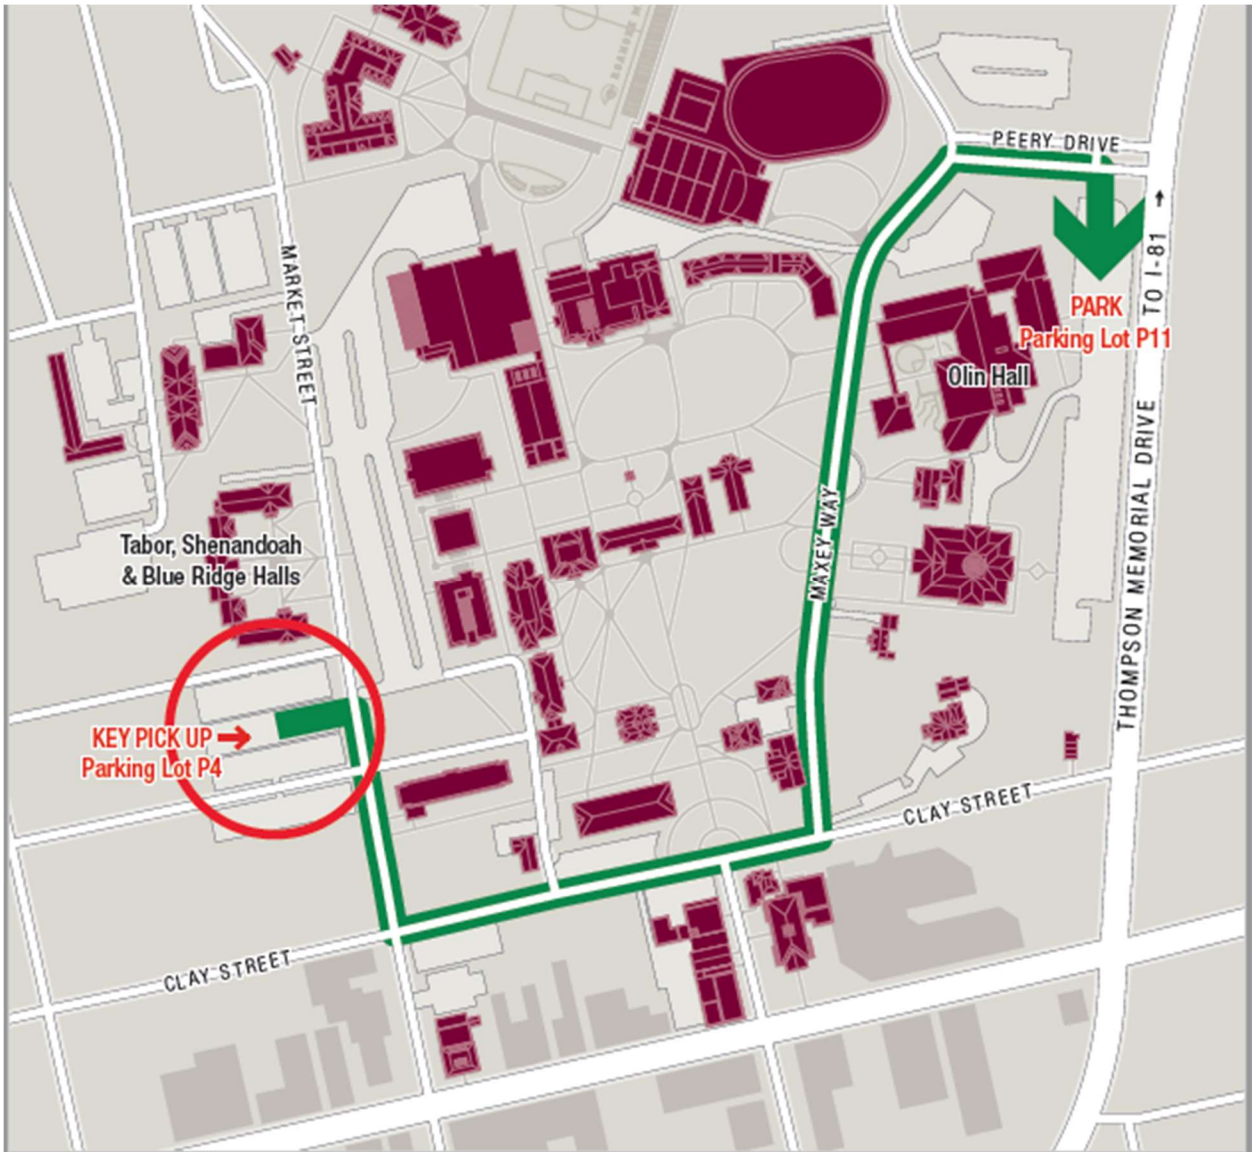 ROANOKE
PEERY DRIVE
MARKET STREET
TO I-81 →
PARK
Parking Lot P11
Olin Hall
THOMPSON MEMORIAL DRIVE
MAXEY WAY
Tabor, Shenandoah
& Blue Ridge Halls
KEY PICK UP →
Parking Lot P4
CLAY STREET
CLAY STREET